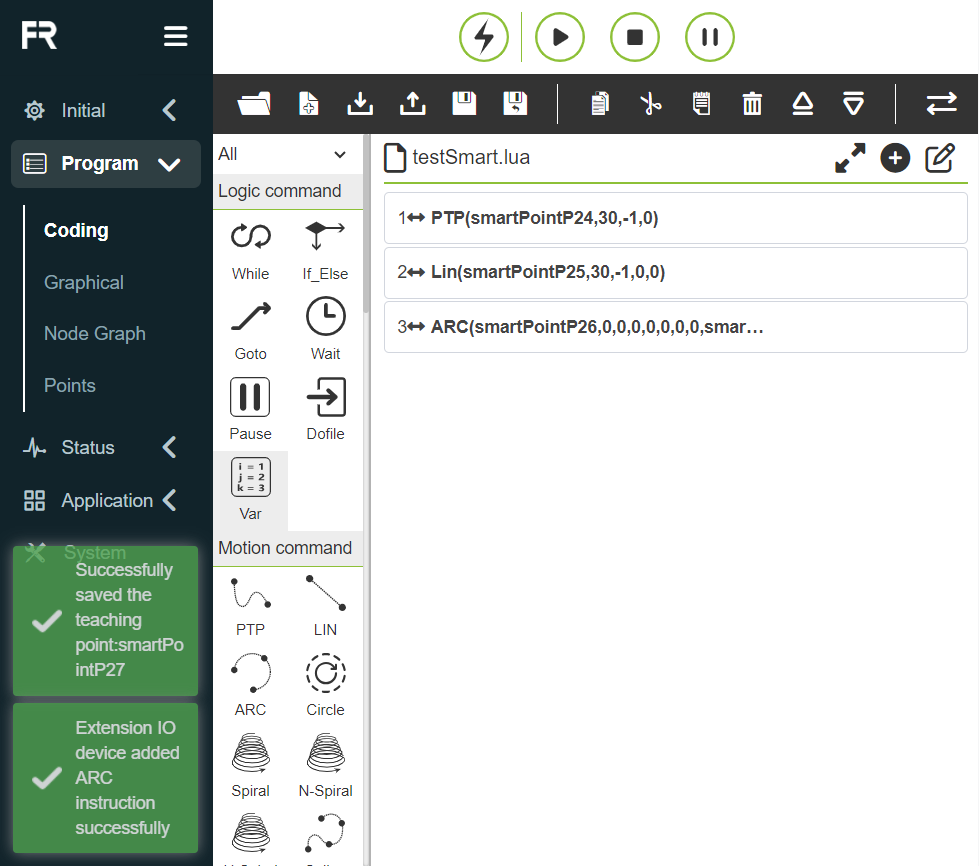 FR
Initial
Program
Coding
Graphical
Node Graph
Points
Status
Application
System
Successfully
saved the
teaching
point:smartPo
intP27
Extension IO
device added
ARC
instruction
successfully
All
Logic command
While
If_Else
Goto
Wait
Pause
Dofile
i = 1
j = 2
k = 3
Var
Motion command
PTP
LIN
ARC
Circle
Spiral
N-Spiral
testSmart.lua
1 PTP(smartPointP24,30,-1,0)
2 Lin(smartPointP25,30,-1,0,0)
3 ARC(smartPointP26,0,0,0,0,0,0,0,smar…